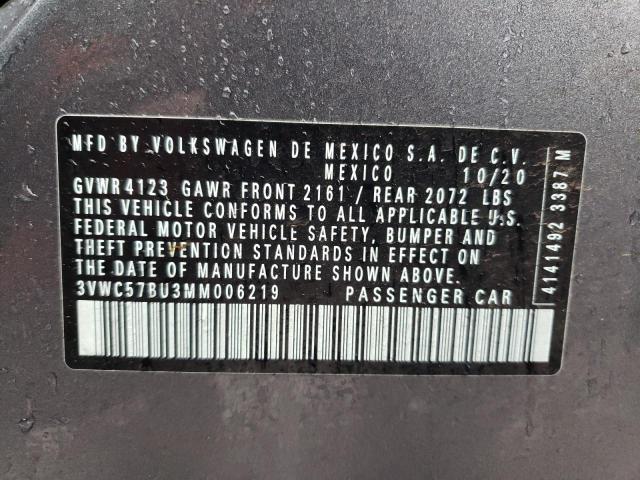 MFD BY VOLKSWAGEN DE MEXICO S.A. DE C.V.
MEXICO 10/20
GVWR 4123 GAWR FRONT 2161 / REAR 2072 LBS
THIS VEHICLE CONFORMS TO ALL APPLICABLE U.S.
FEDERAL MOTOR VEHICLE SAFETY, BUMPER AND
THEFT PREVENTION STANDARDS IN EFFECT ON
THE DATE OF MANUFACTURE SHOWN ABOVE.
3VWC57BU3MM006219 PASSENGER CAR
4141492 3387 M